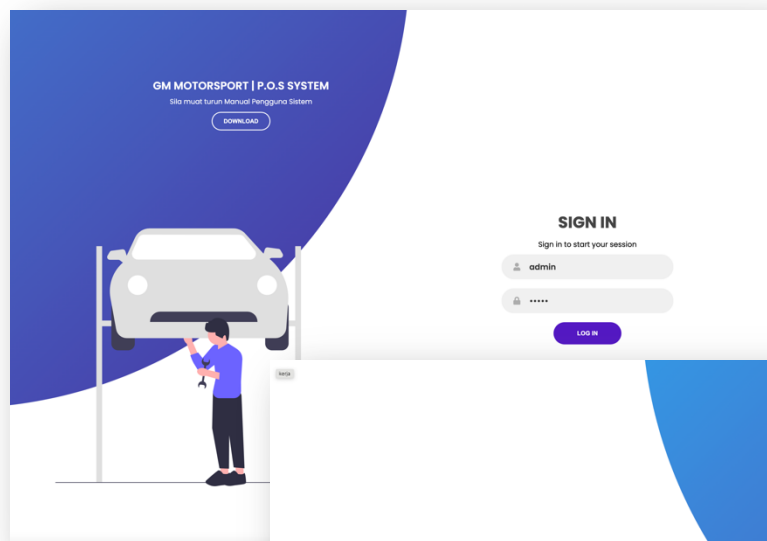 GM MOTORSPORT | P.O.S SYSTEM
Sila muat turun Manual Pengguna Sistem
DOWNLOAD
SIGN IN
Sign in to start your session
admin
•••••
LOG IN
kerja